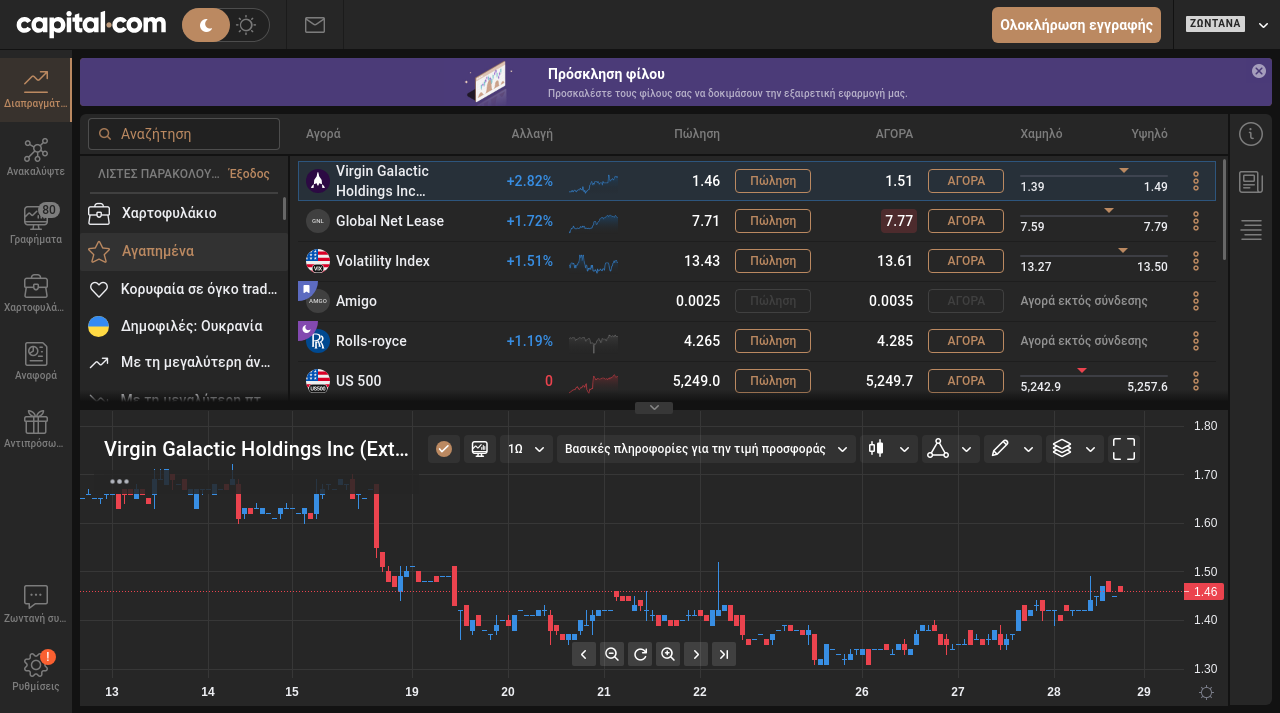 capital.com
Ολοκλήρωση εγγραφής
ΖΩΝΤΑΝΑ
Πρόσκληση φίλου
Προσκαλέστε τους φίλους σας να δοκιμάσουν την εξαιρετική εφαρμογή μας.
Διαπραγμάτ...
Ανακαλύψτε
80
Γραφήματα
Χαρτοφυλά...
Αναφορά
Αντιπρόσω...
Ζωντανή συ...
!
Ρυθμίσεις
Αναζήτηση
ΛΙΣΤΕΣ ΠΑΡΑΚΟΛΟΥ... Έξοδος
Χαρτοφυλάκιο
Αγαπημένα
Κορυφαία σε όγκο trad...
Δημοφιλές: Ουκρανία
Με τη μεγαλύτερη άν...
Με τη μεγαλύτερη πτ...
Αγορά Αλλαγή Πώληση ΑΓΟΡΑ Χαμηλό Υψηλό
Virgin Galactic
Holdings Inc... +2.82% 1.46 Πώληση 1.51 ΑΓΟΡΑ 1.39 1.49
GNL Global Net Lease +1.72% 7.71 Πώληση 7.77 ΑΓΟΡΑ 7.59 7.79
VIX Volatility Index +1.51% 13.43 Πώληση 13.61 ΑΓΟΡΑ 13.27 13.50
AMGO Amigo 0.0025 Πώληση 0.0035 ΑΓΟΡΑ Αγορά εκτός σύνδεσης
Rolls-royce +1.19% 4.265 Πώληση 4.285 ΑΓΟΡΑ Αγορά εκτός σύνδεσης
US500 US 500 0 5,249.0 Πώληση 5,249.7 ΑΓΟΡΑ 5,242.9 5,257.6
Virgin Galactic Holdings Inc (Ext... 1Ω Βασικές πληροφορίες για την τιμή προσφοράς
1.80
1.70
1.60
1.50
1.46
1.40
1.30
13 14 15 19 20 21 22 26 27 28 29